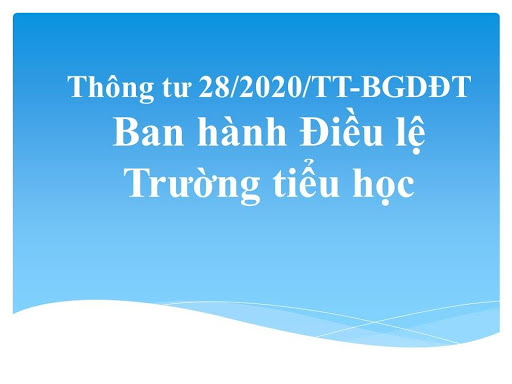 Thông tư 28/2020/TT-BGDĐT
Ban hành Điều lệ
Trường tiểu học